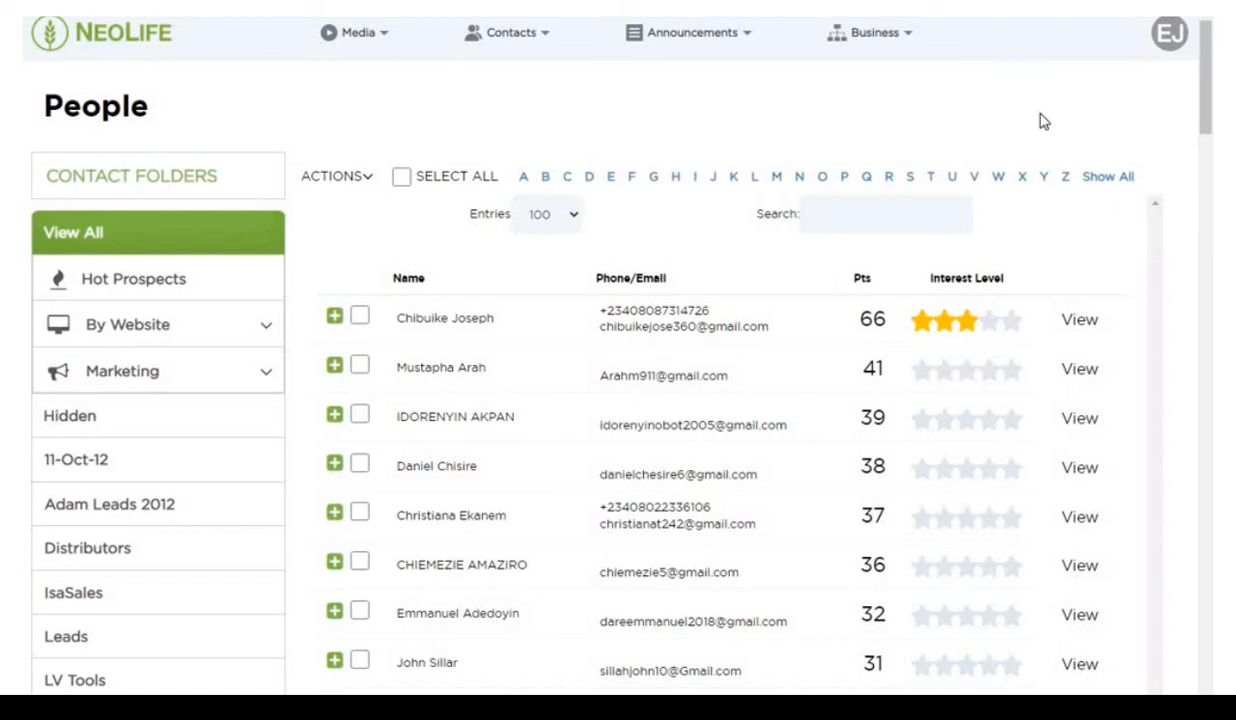 NEOLIFE
Media
Contacts
Announcements
Business
EJ
People
CONTACT FOLDERS
View All
Hot Prospects
By Website
Marketing
Hidden
11-Oct-12
Adam Leads 2012
Distributors
IsaSales
Leads
LV Tools
ACTIONS SELECT ALL A B C D E F G H I J K L M N O P Q R S T U V W X Y Z Show All
Entries 100 Search:
Name Phone/Email Pts Interest Level
Chibuike Joseph +23408087314726 66 View
chibuikejose360@gmail.com
Mustapha Arah Arahm911@gmail.com 41 View
IDORENYIN AKPAN idorenyinobot2005@gmail.com 39 View
Daniel Chisire danielchesire6@gmail.com 38 View
Christiana Ekanem +23408022336106 37 View
christianat242@gmail.com
CHIEMEZIE AMAZIRO chiemezie5@gmail.com 36 View
Emmanuel Adedoyin dareemmanuel2018@gmail.com 32 View
John Sillar sillahjohn10@Gmail.com 31 View